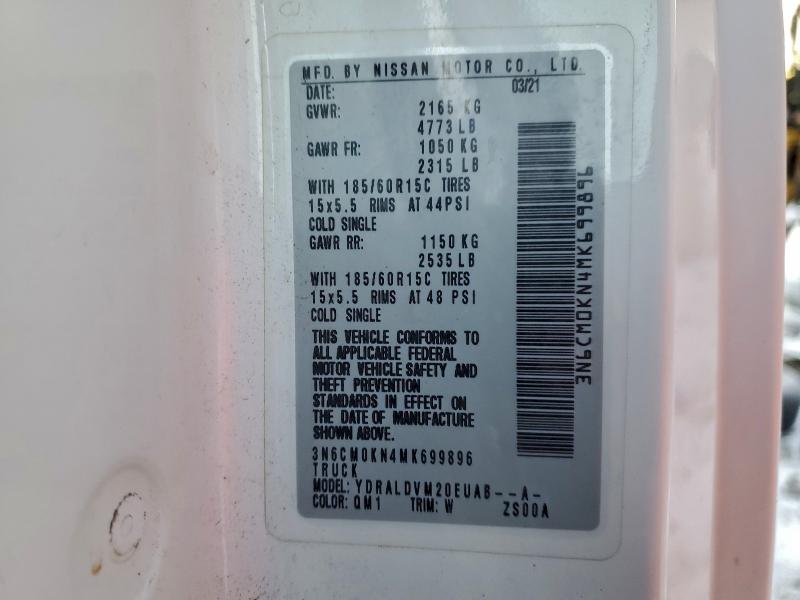 MFD. BY NISSAN MOTOR CO., LTD.
DATE: 03/21
GVWR: 2165 KG
4773 LB
GAWR FR: 1050 KG
2315 LB
WITH 185/60R15C TIRES
15x5.5 RIMS AT 44PSI
COLD SINGLE
GAWR RR: 1150 KG
2535 LB
WITH 185/60R15C TIRES
15x5.5 RIMS AT 48 PSI
COLD SINGLE
THIS VEHICLE CONFORMS TO
ALL APPLICABLE FEDERAL
MOTOR VEHICLE SAFETY AND
THEFT PREVENTION
STANDARDS IN EFFECT ON
THE DATE OF MANUFACTURE
SHOWN ABOVE.
3N6CM0KN4MK699896
TRUCK
MODEL: YDRALDVM20EUAB--A-
COLOR: QM1 TRIM: W ZS00A
3N6CM0KN4MK699896